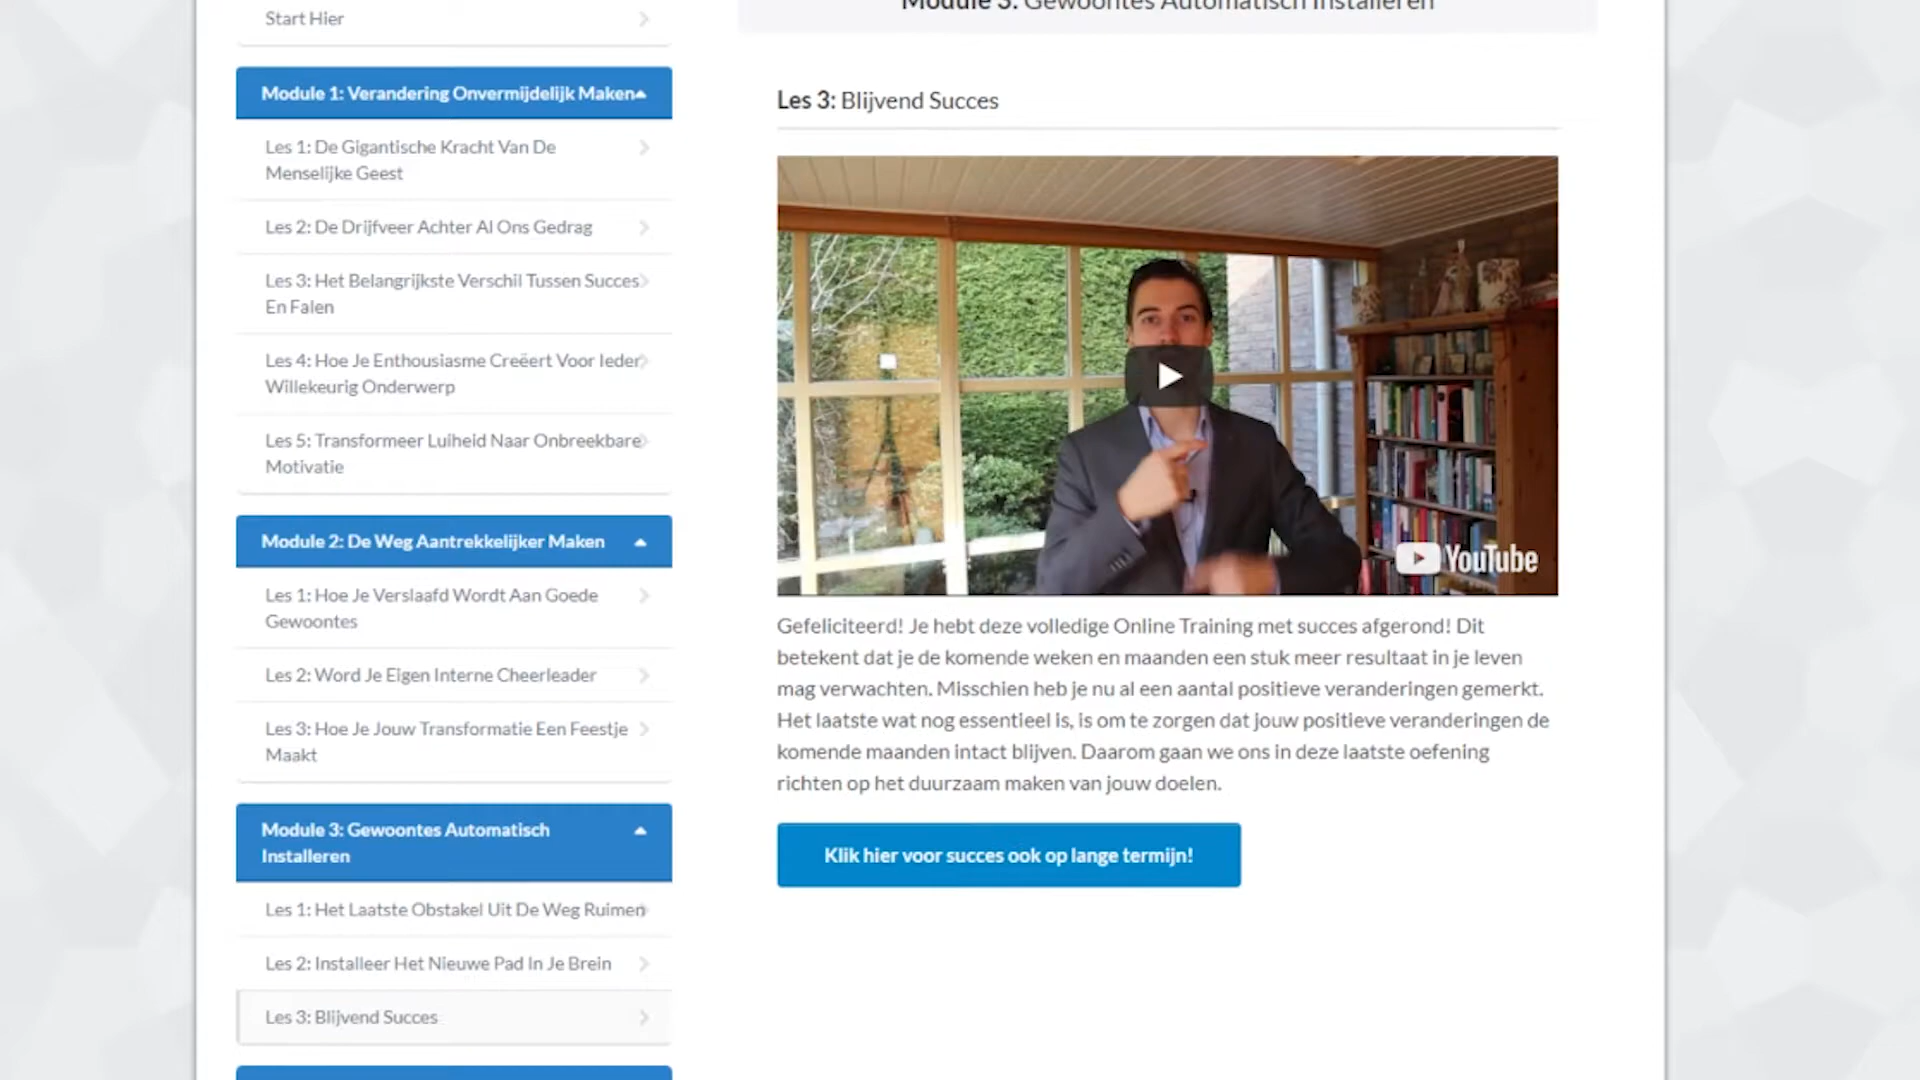 Start Hier
Module 1: Verandering Onvermijdelijk Maken
Les 1: De Gigantische Kracht Van De
Menselijke Geest
Les 2: De Drijfveer Achter Al Ons Gedrag
Les 3: Het Belangrijkste Verschil Tussen Succes
En Falen
Les 4: Hoe Je Enthousiasme Creëert Voor Ieder
Willekeurig Onderwerp
Les 5: Transformeer Luiheid Naar Onbreekbare
Motivatie
Module 2: De Weg Aantrekkelijker Maken
Les 1: Hoe Je Verslaafd Wordt Aan Goede
Gewoontes
Les 2: Word Je Eigen Interne Cheerleader
Les 3: Hoe Je Jouw Transformatie Een Feestje
Maakt
Module 3: Gewoontes Automatisch
Installeren
Les 1: Het Laatste Obstakel Uit De Weg Ruimen
Les 2: Installeer Het Nieuwe Pad In Je Brein
Les 3: Blijvend Succes
Module 3: Gewoontes Automatisch Installeren
Les 3: Blijvend Succes
YouTube
Gefeliciteerd! Je hebt deze volledige Online Training met succes afgerond! Dit
betekent dat je de komende weken en maanden een stuk meer resultaat in je leven
mag verwachten. Misschien heb je nu al een aantal positieve veranderingen gemerkt.
Het laatste wat nog essentieel is, is om te zorgen dat jouw positieve veranderingen de
komende maanden intact blijven. Daarom gaan we ons in deze laatste oefening
richten op het duurzaam maken van jouw doelen.
Klik hier voor succes ook op lange termijn!